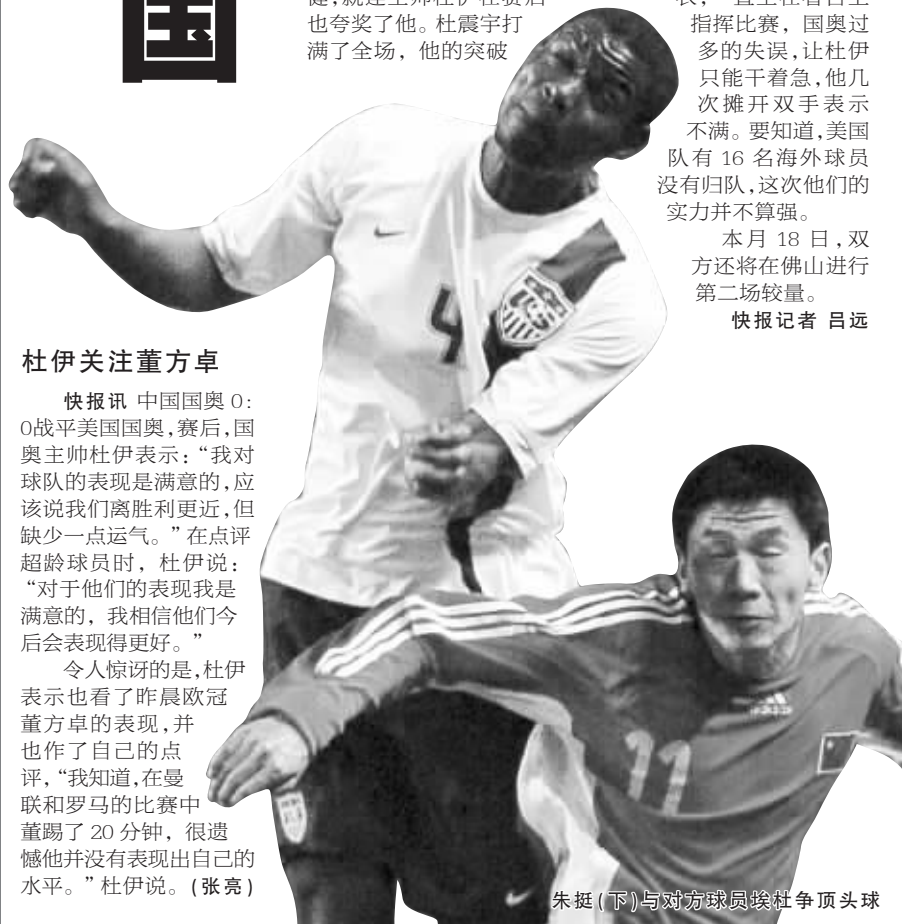 国
健，就连主帅杜伊在赛后
也夸奖了他。杜震宇打
满了全场，他的突破
表，一直坐在看台上
指挥比赛，国奥过
多的失误，让杜伊
只能干着急，他几
次摊开双手表示
不满。要知道，美国
队有 16 名海外球员
没有归队，这次他们的
实力并不算强。
本月 18 日，双
方还将在佛山进行
第二场较量。
快报记者 吕远
杜伊关注董方卓
快报讯 中国国奥 0：
0战平美国国奥，赛后，国
奥主帅杜伊表示：“我对
球队的表现是满意的，应
该说我们离胜利更近，但
缺少一点运气。”在点评
超龄球员时，杜伊说：
“对于他们的表现我是
满意的，我相信他们今
后会表现得更好。”
令人惊讶的是，杜伊
表示也看了昨晨欧冠
董方卓的表现，并
也作了自己的点
评，“我知道，在曼
联和罗马的比赛中
董踢了 20 分钟，很遗
憾他并没有表现出自己的
水平。”杜伊说。(张亮)
4
US
11
adidas
朱挺(下)与对方球员埃杜争顶头球